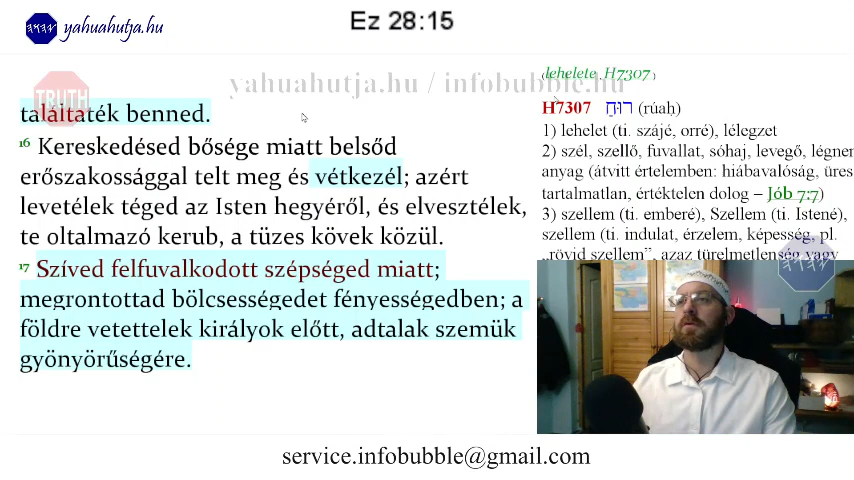 yahuahutja.hu
Ez 28:15
yahuahutja.hu / infobubble.hu
TRUTH
találtaték benned.
16 Kereskedésed bősége miatt belsőd
erőszakossággal telt meg és vétkezél; azért
levetélek téged az Isten hegyéről, és elvesztélek,
te oltalmazó kerub, a tüzes kövek közül.
17 Szíved felfuvalkodott szépséged miatt;
megrontottad bölcsességedet fényességedben; a
földre vetettelek királyok előtt, adtalak szemük
gyönyörűségére.
(lehelete , H7307 )
H7307 רוּחַ (rúaḥ)
1) lehelet (ti. szájé, orré), lélegzet
2) szél, szellő, fuvallat, sóhaj, levegő, légnem
anyag (átvitt értelemben: hiábavalóság, üres
tartalmatlan, értéktelen dolog – Jób 7:7)
3) szellem (ti. emberé), Szellem (ti. Istené),
szellem (ti. indulat, érzelem, képesség, pl.
„rövid szellem”, azaz türelmetlenség vagy
service.infobubble@gmail.com